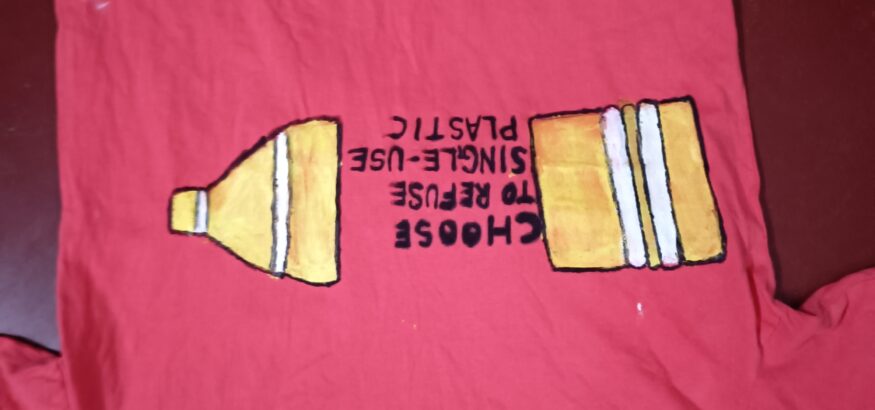 CHOOSE
TO REFUSE
SINGLE-USE
PLASTIC